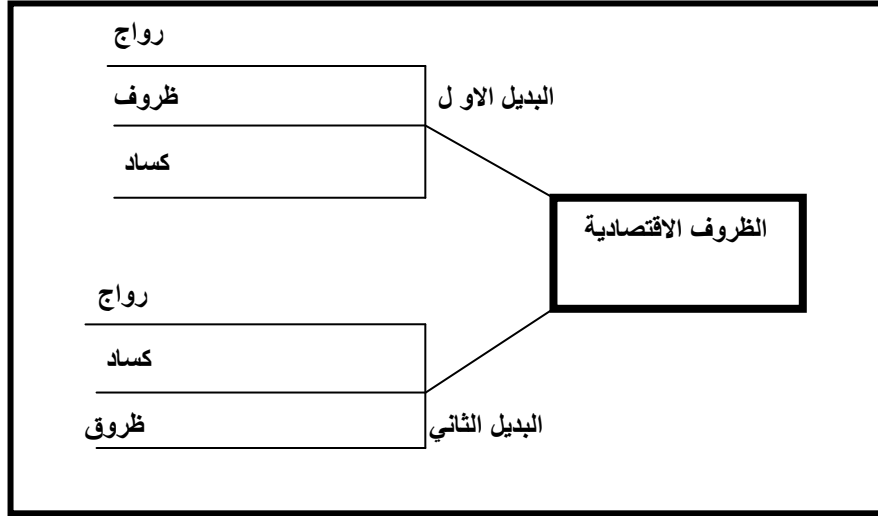 رواج
ظروف
البديل الاو ل
كساد
الظروف الاقتصادية
رواج
كساد
ظروق
البديل الثاني